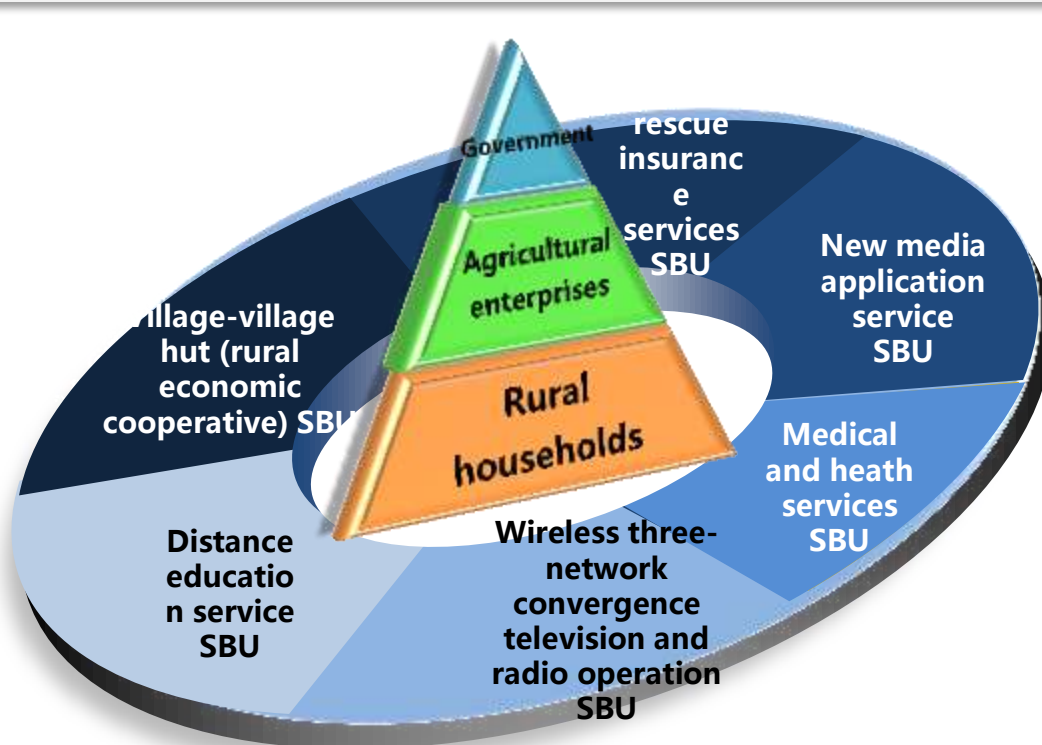 Government
Agricultural
enterprises
Rural
households
rescue
insuranc
e
services
SBU
New media
application
service
SBU
Medical
and heath
services
SBU
Wireless three-
network
convergence
television and
radio operation
SBU
Distance
educatio
n service
SBU
Village-village
hut (rural
economic
cooperative) SBU